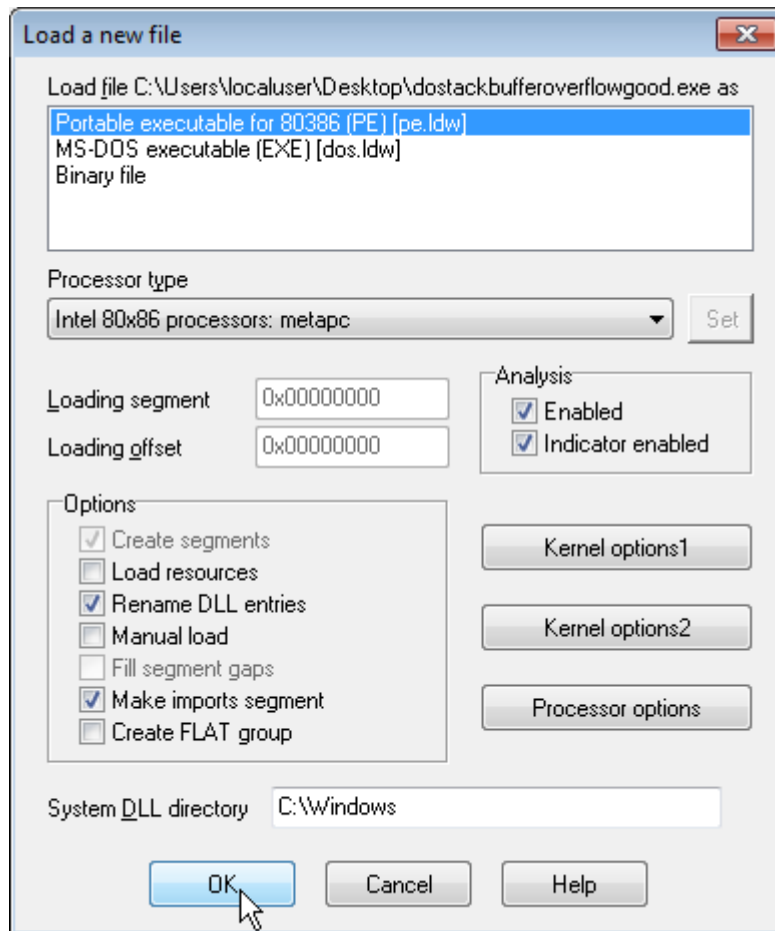 Load a new file
Load file C:\Users\localuser\Desktop\dostackbufferoverflowgood.exe as
Portable executable for 80386 (PE) [pe.ldw]
MS-DOS executable (EXE) [dos.ldw]
Binary file
Processor type
Intel 80x86 processors: metapc
Set
Loading segment
0x00000000
Loading offset
0x00000000
Analysis
Enabled
Indicator enabled
Options
Create segments
Load resources
Rename DLL entries
Manual load
Fill segment gaps
Make imports segment
Create FLAT group
Kernel options1
Kernel options2
Processor options
System DLL directory
C:\Windows
OK
Cancel
Help